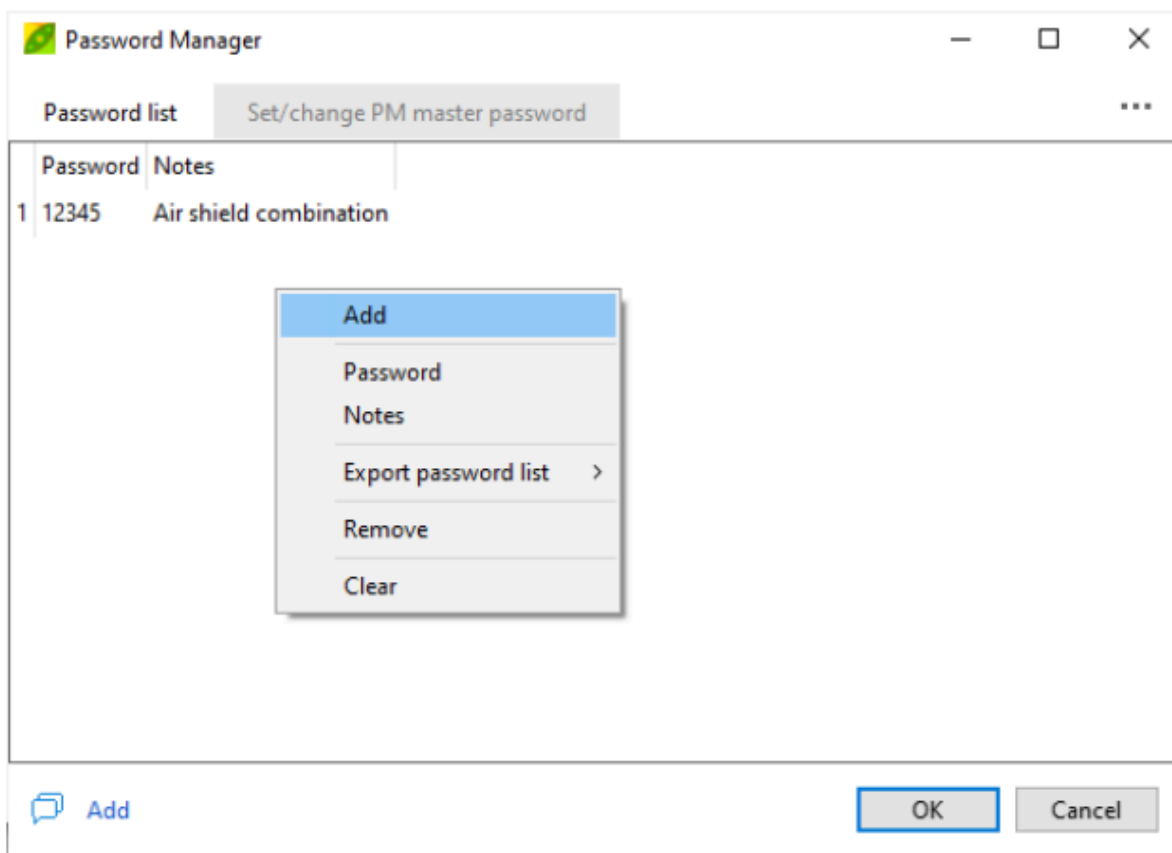 Password Manager
Password list Set/change PM master password ...
Password Notes
1 12345 Air shield combination
Add
Password
Notes
Export password list >
Remove
Clear
Add OK Cancel